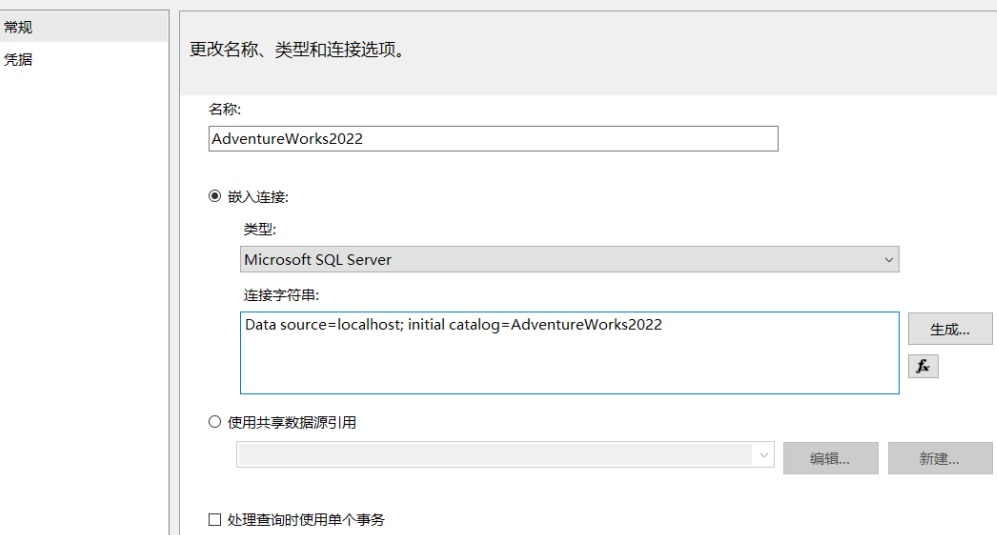 常规
凭据
更改名称、类型和连接选项。
名称:
AdventureWorks2022
嵌入连接:
类型:
Microsoft SQL Server
连接字符串:
Data source=localhost; initial catalog=AdventureWorks2022
生成...
fx
使用共享数据源引用
编辑...
新建...
处理查询时使用单个事务